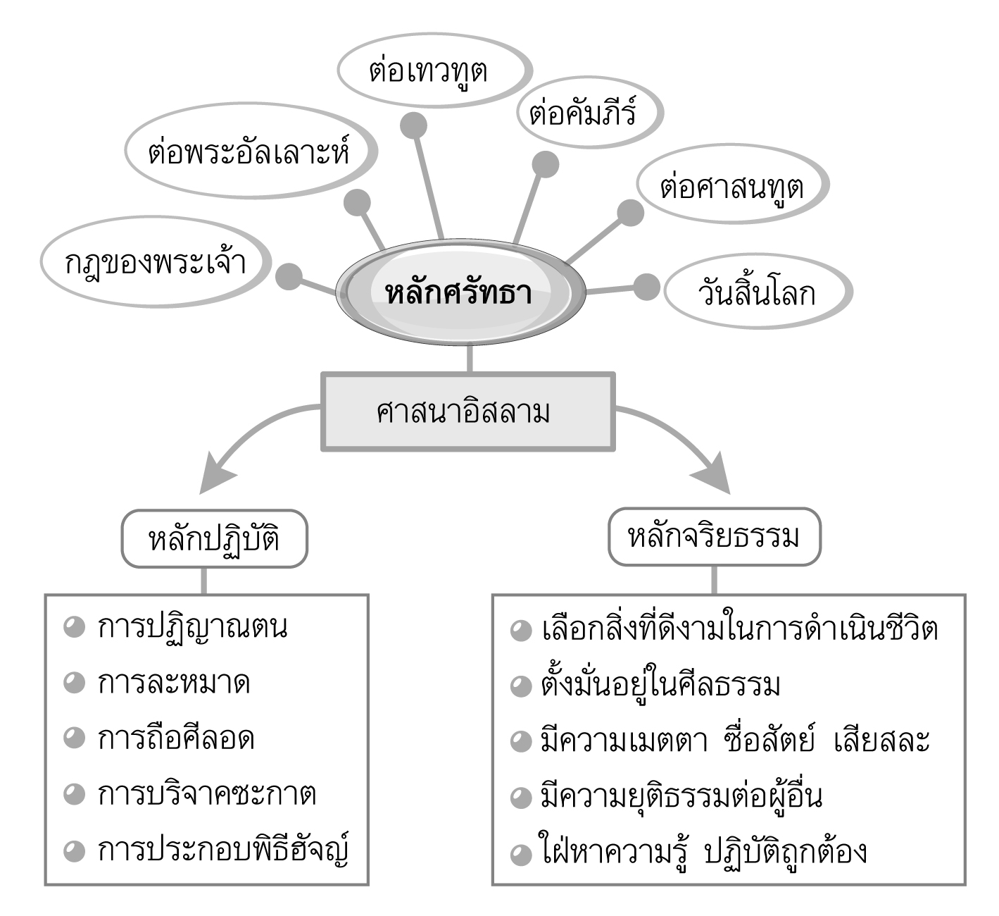 ต่อเทวทูต
ต่อคัมภีร์
ต่อพระอัลเลาะห์
ต่อศาสนทูต
กฎของพระเจ้า
วันสิ้นโลก
หลักศรัทธา
ศาสนาอิสลาม
หลักปฏิบัติ
การปฏิญาณตน
การละหมาด
การถือศีลอด
การบริจาคซะกาต
การประกอบพิธีฮัจญ์
หลักจริยธรรม
เลือกสิ่งที่ดีงามในการดำเนินชีวิต
ตั้งมั่นอยู่ในศีลธรรม
มีความเมตตา ซื่อสัตย์ เสียสละ
มีความยุติธรรมต่อผู้อื่น
ใฝ่หาความรู้ ปฏิบัติถูกต้อง